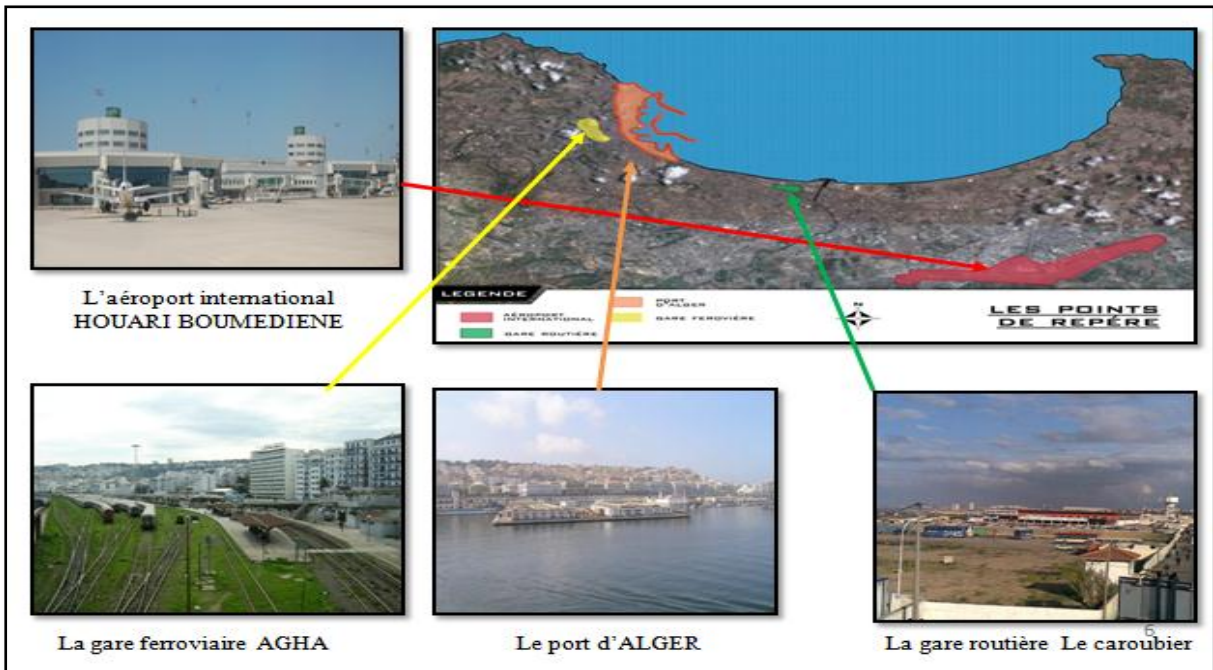 L'aéroport international
HOUARI BOUMEDIENE
LEGENDE
AÉROPORT
INTERNATIONAL
GARE ROUTIÈRE
PORT
D'ALGER
GARE FEROVIÈRE
N
LES POINTS
DE REPÉRE
La gare ferroviaire AGHA
Le port d'ALGER
La gare routière Le caroubier
6